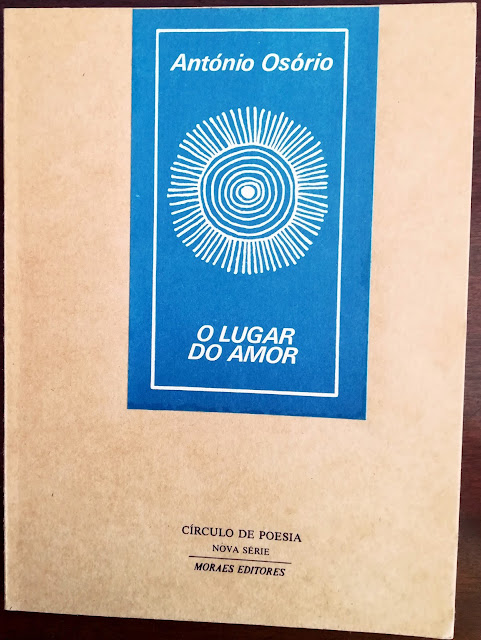 António Osório
O LUGAR
DO AMOR
CÍRCULO DE POESIA
NOVA SÉRIE
MORAES EDITORES